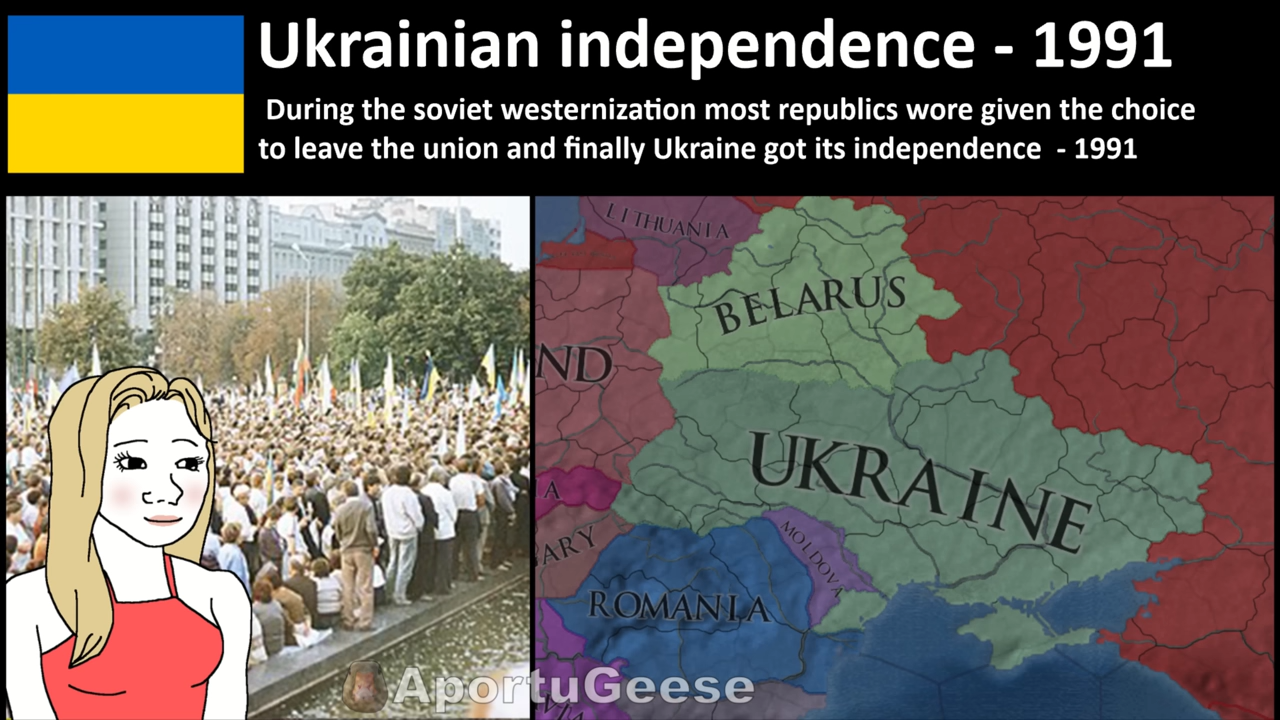 Ukrainian independence - 1991
During the soviet westernization most republics wore given the choice
to leave the union and finally Ukraine got its independence - 1991
LITHUANIA
BELARUS
ND
UKRAINE
A
MOLDOVA
ARY
ROMANIA
AportuGeese
VIA